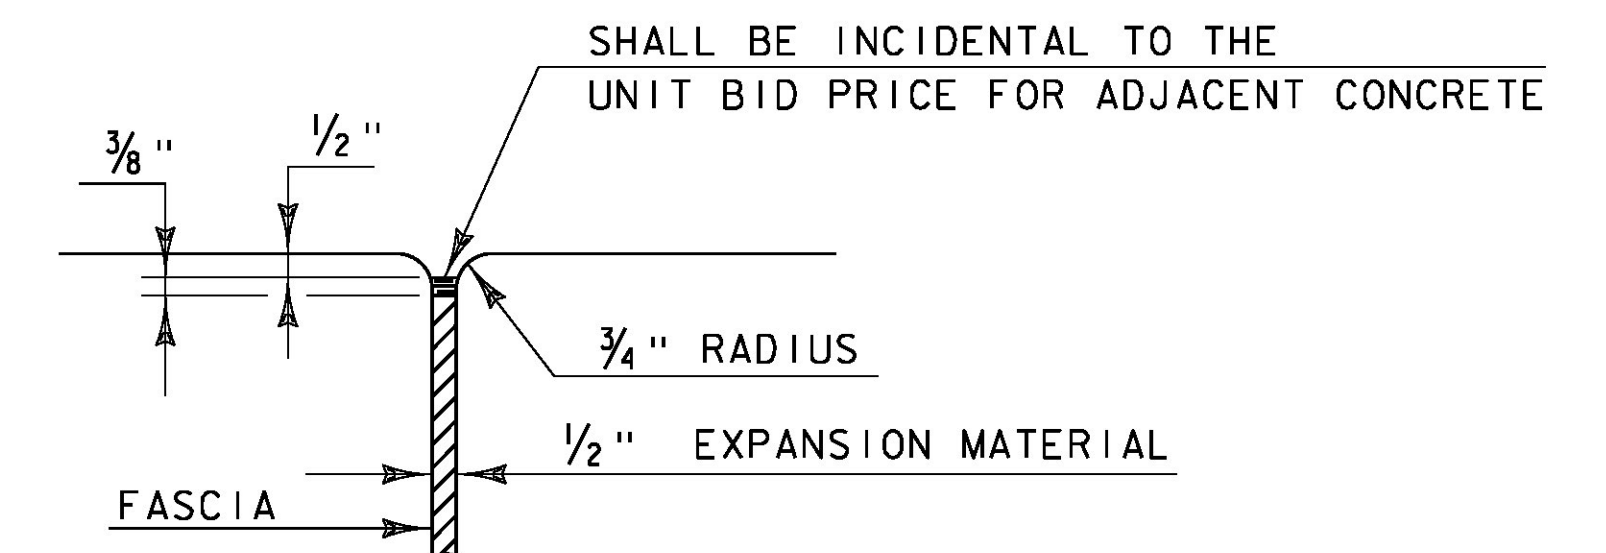 SHALL BE INCIDENTAL TO THE
UNIT BID PRICE FOR ADJACENT CONCRETE
3/8"
1/2"
3/4" RADIUS
1/2" EXPANSION MATERIAL
FASCIA